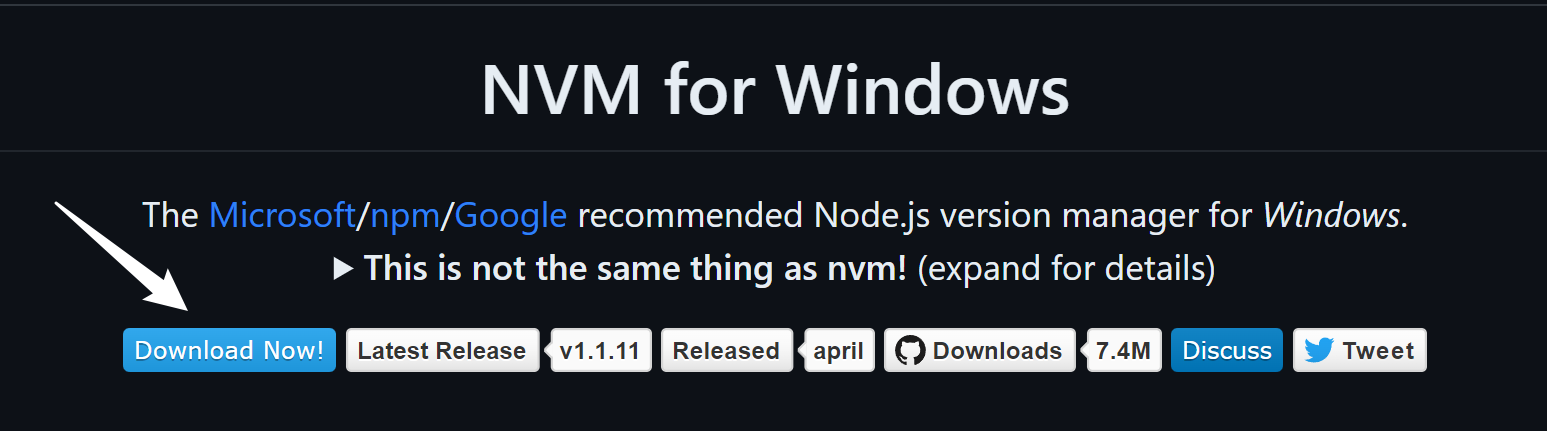 NVM for Windows
The Microsoft/npm/Google recommended Node.js version manager for Windows.
This is not the same thing as nvm! (expand for details)
Download Now! Latest Release v1.1.11 Released april Downloads 7.4M Discuss Tweet